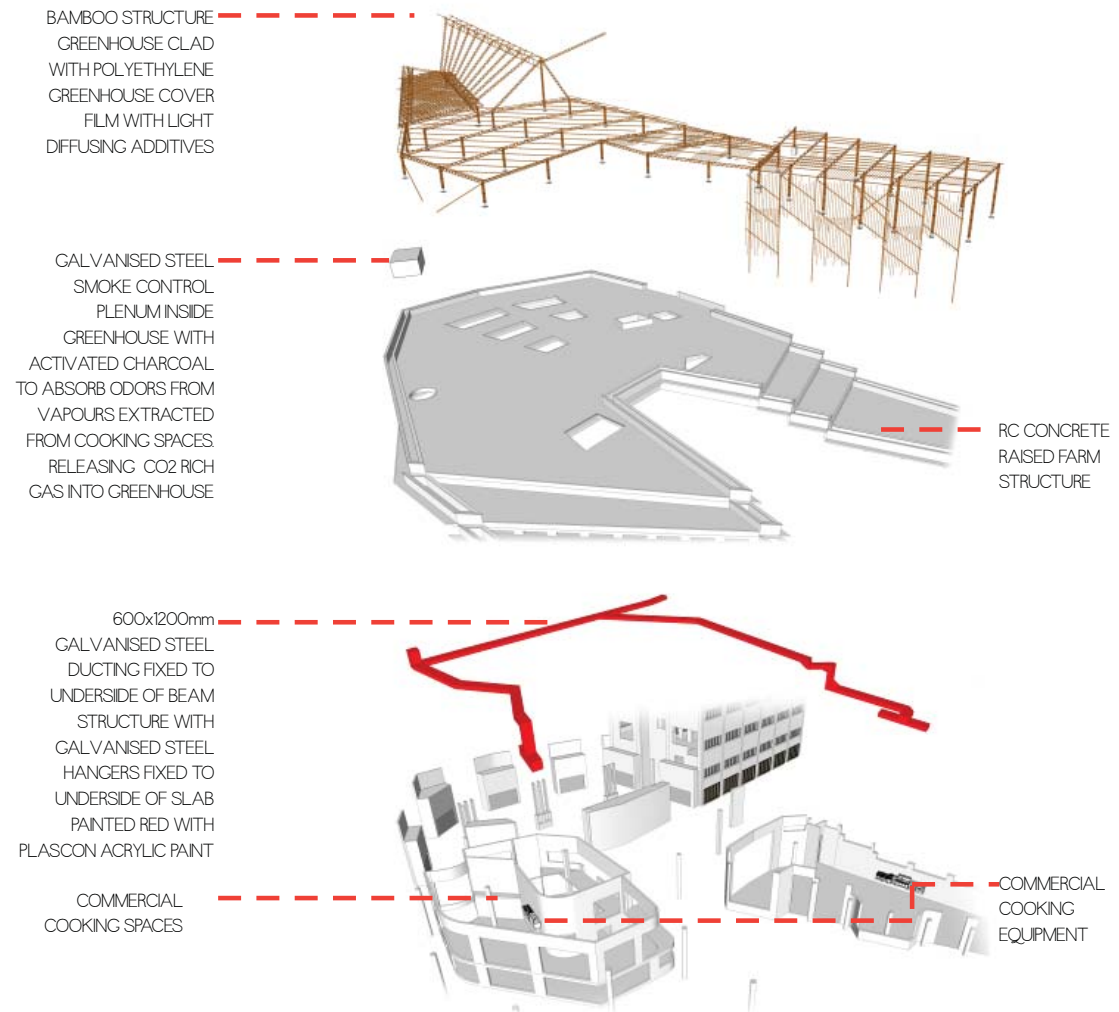 BAMBOO STRUCTURE
GREENHOUSE CLAD
WITH POLYETHYLENE
GREENHOUSE COVER
FILM WITH LIGHT
DIFFUSING ADDITIVES
GALVANISED STEEL
SMOKE CONTROL
PLENUM INSIDE
GREENHOUSE WITH
ACTIVATED CHARCOAL
TO ABSORB ODORS FROM
VAPOURS EXTRACTED
FROM COOKING SPACES.
RELEASING CO2 RICH
GAS INTO GREENHOUSE
RC CONCRETE
RAISED FARM
STRUCTURE
600x1200mm
GALVANISED STEEL
DUCTING FIXED TO
UNDERSIDE OF BEAM
STRUCTURE WITH
GALVANISED STEEL
HANGERS FIXED TO
UNDERSIDE OF SLAB
PAINTED RED WITH
PLASCON ACRYLIC PAINT
COMMERCIAL
COOKING SPACES
COMMERCIAL
COOKING
EQUIPMENT